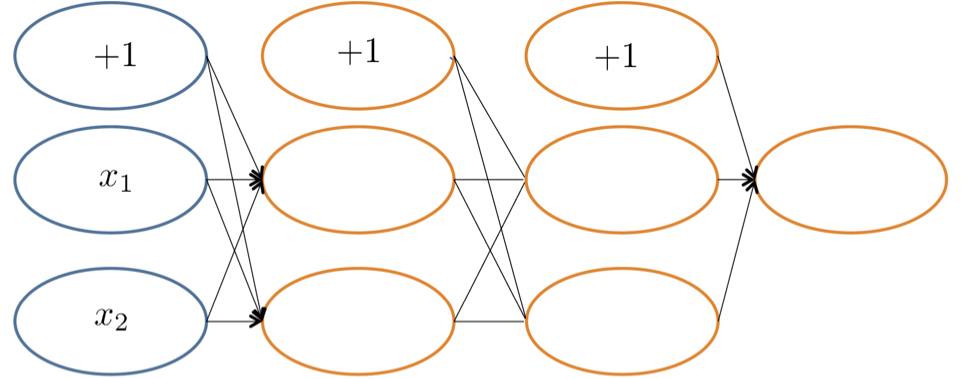 +1 +1 +1
x₁
x₂